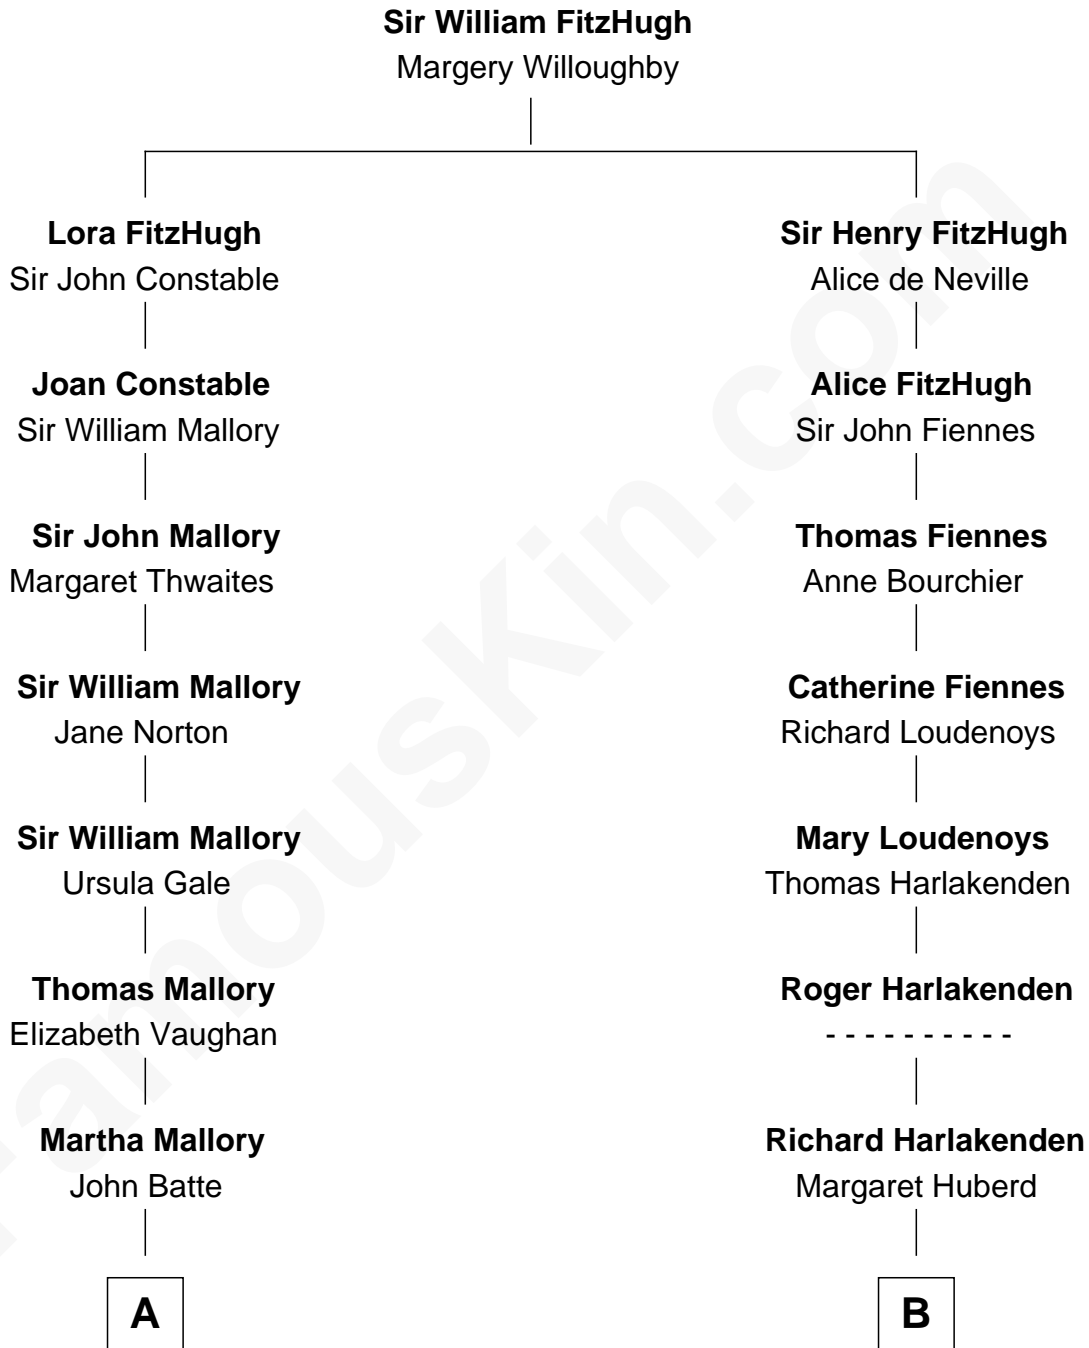 Sir William FitzHugh
Margery Willoughby
Lora FitzHugh
Sir John Constable
Joan Constable
Sir William Mallory
Sir John Mallory
Margaret Thwaites
Sir William Mallory
Jane Norton
Sir William Mallory
Ursula Gale
Thomas Mallory
Elizabeth Vaughan
Martha Mallory
John Batte
A
Sir Henry FitzHugh
Alice de Neville
Alice FitzHugh
Sir John Fiennes
Thomas Fiennes
Anne Bourchier
Catherine Fiennes
Richard Loudenoys
Mary Loudenoys
Thomas Harlakenden
Roger Harlakenden
- - - - - - - - - -
Richard Harlakenden
Margaret Huberd
B
FamousKin.com